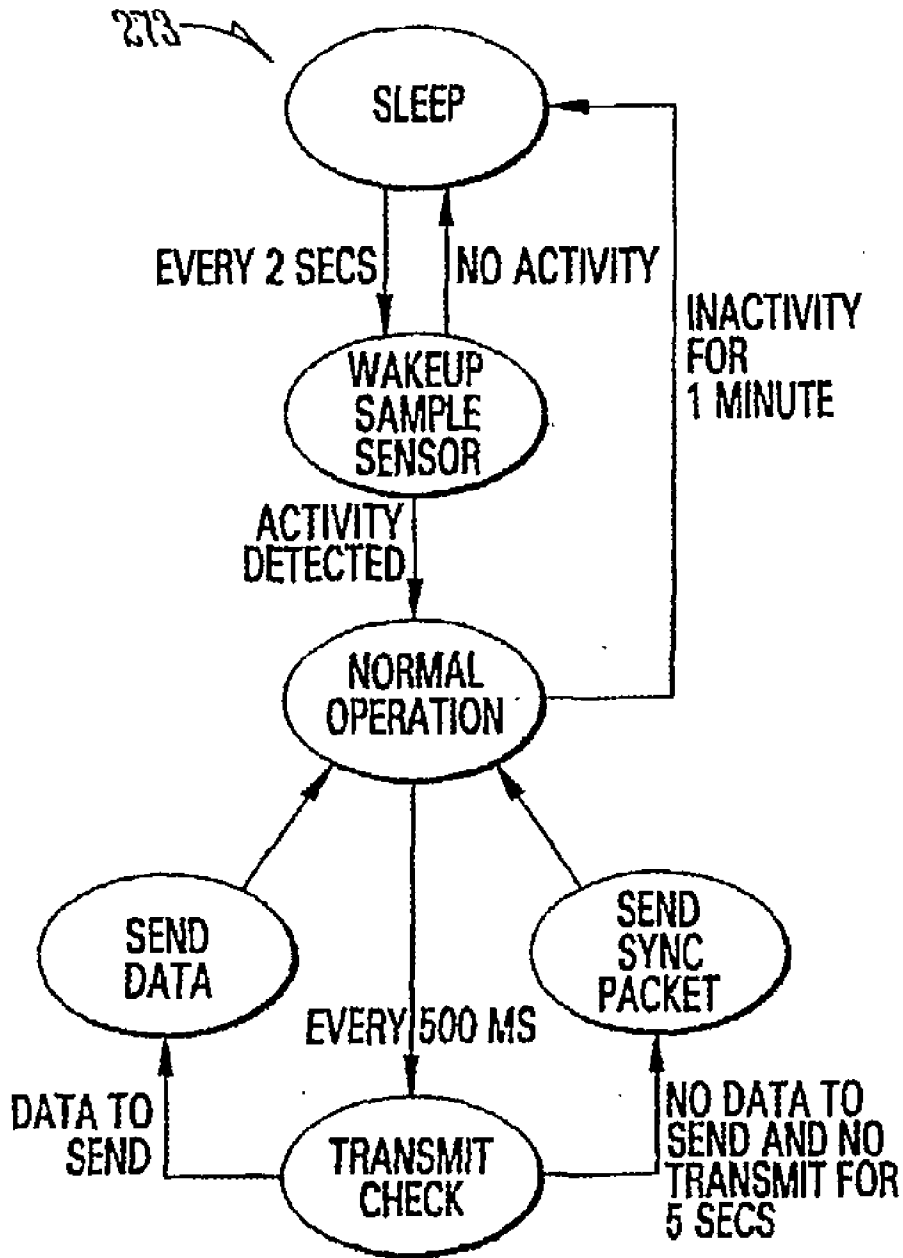 273
SLEEP
EVERY 2 SECS
NO ACTIVITY
INACTIVITY
FOR
1 MINUTE
WAKEUP
SAMPLE
SENSOR
ACTIVITY
DETECTED
NORMAL
OPERATION
SEND
DATA
SEND
SYNC
PACKET
EVERY 500 MS
DATA TO
SEND
TRANSMIT
CHECK
NO DATA TO
SEND AND NO
TRANSMIT FOR
5 SECS